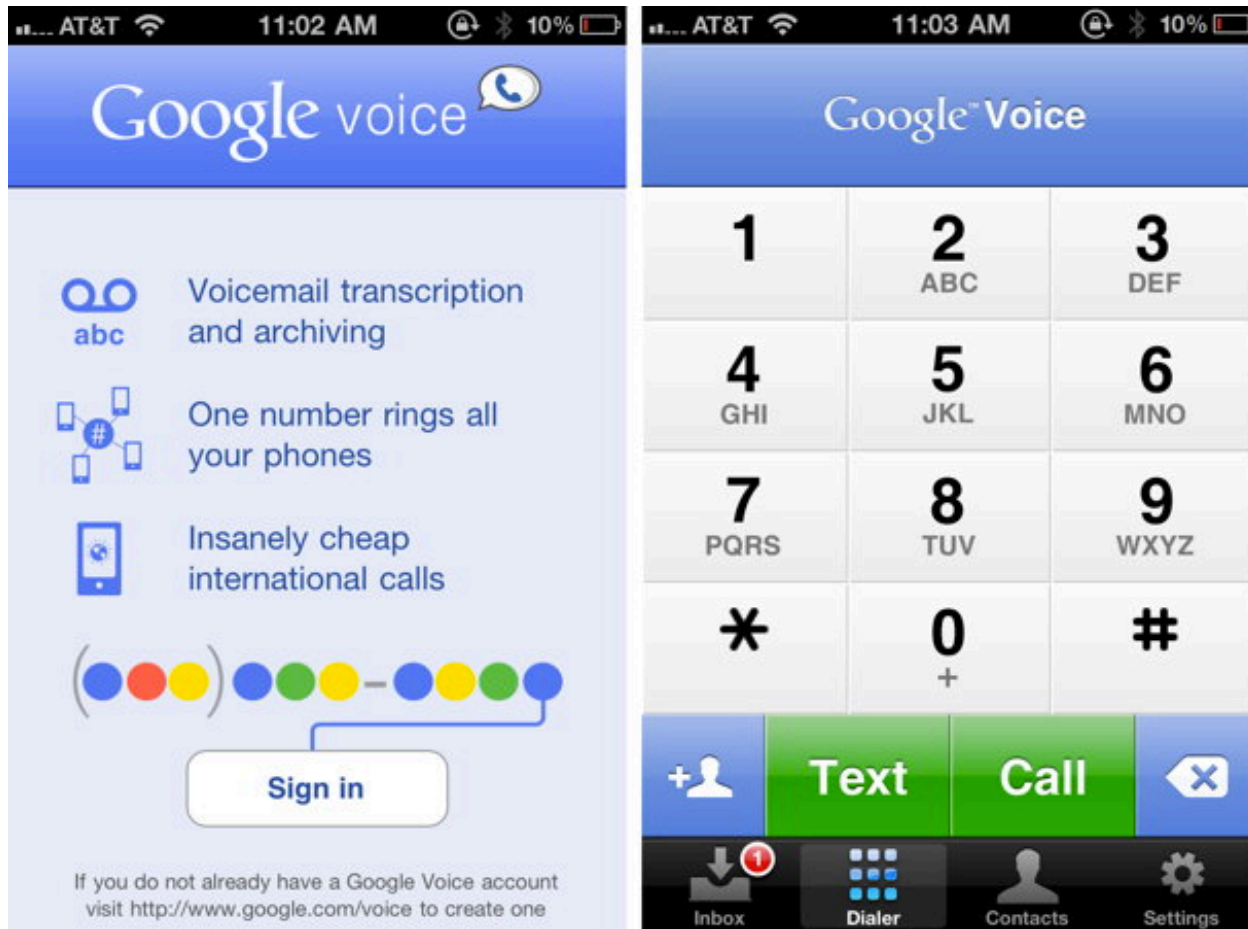 AT&T 11:02 AM 10%
Google voice
abc
Voicemail transcription
and archiving
#
One number rings all
your phones
Insanely cheap
international calls
Sign in
If you do not already have a Google Voice account
visit http://www.google.com/voice to create one
AT&T 11:03 AM 10%
Google™ Voice
1 2 3
ABC DEF
4 5 6
GHI JKL MNO
7 8 9
PQRS TUV WXYZ
* 0 #
+
+ Text Call
1
Inbox Dialer Contacts Settings